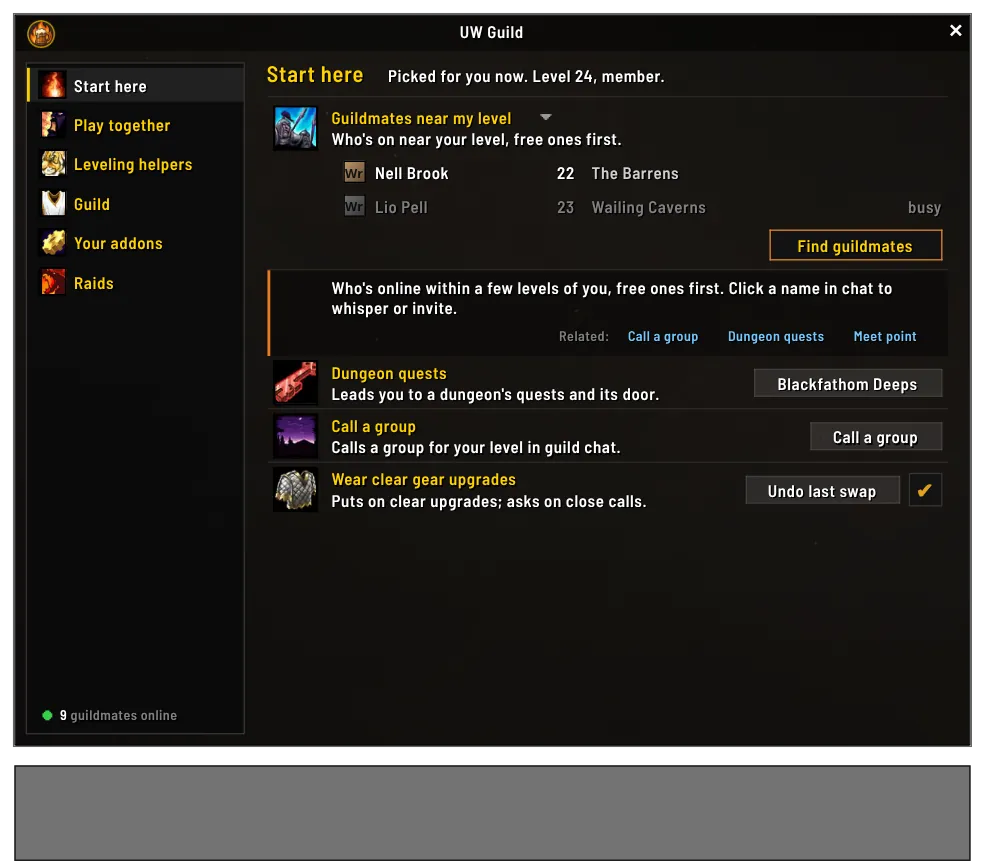 UW Guild
Start here
Play together
Leveling helpers
Guild
Your addons
Raids
9 guildmates online
Start here Picked for you now. Level 24, member.
Guildmates near my level
Who's on near your level, free ones first.
Wr Nell Brook 22 The Barrens
Wr Lio Pell 23 Wailing Caverns busy
Find guildmates
Who's online within a few levels of you, free ones first. Click a name in chat to
whisper or invite.
Related: Call a group Dungeon quests Meet point
Dungeon quests
Leads you to a dungeon's quests and its door.
Blackfathom Deeps
Call a group
Calls a group for your level in guild chat.
Call a group
Wear clear gear upgrades
Puts on clear upgrades; asks on close calls.
Undo last swap